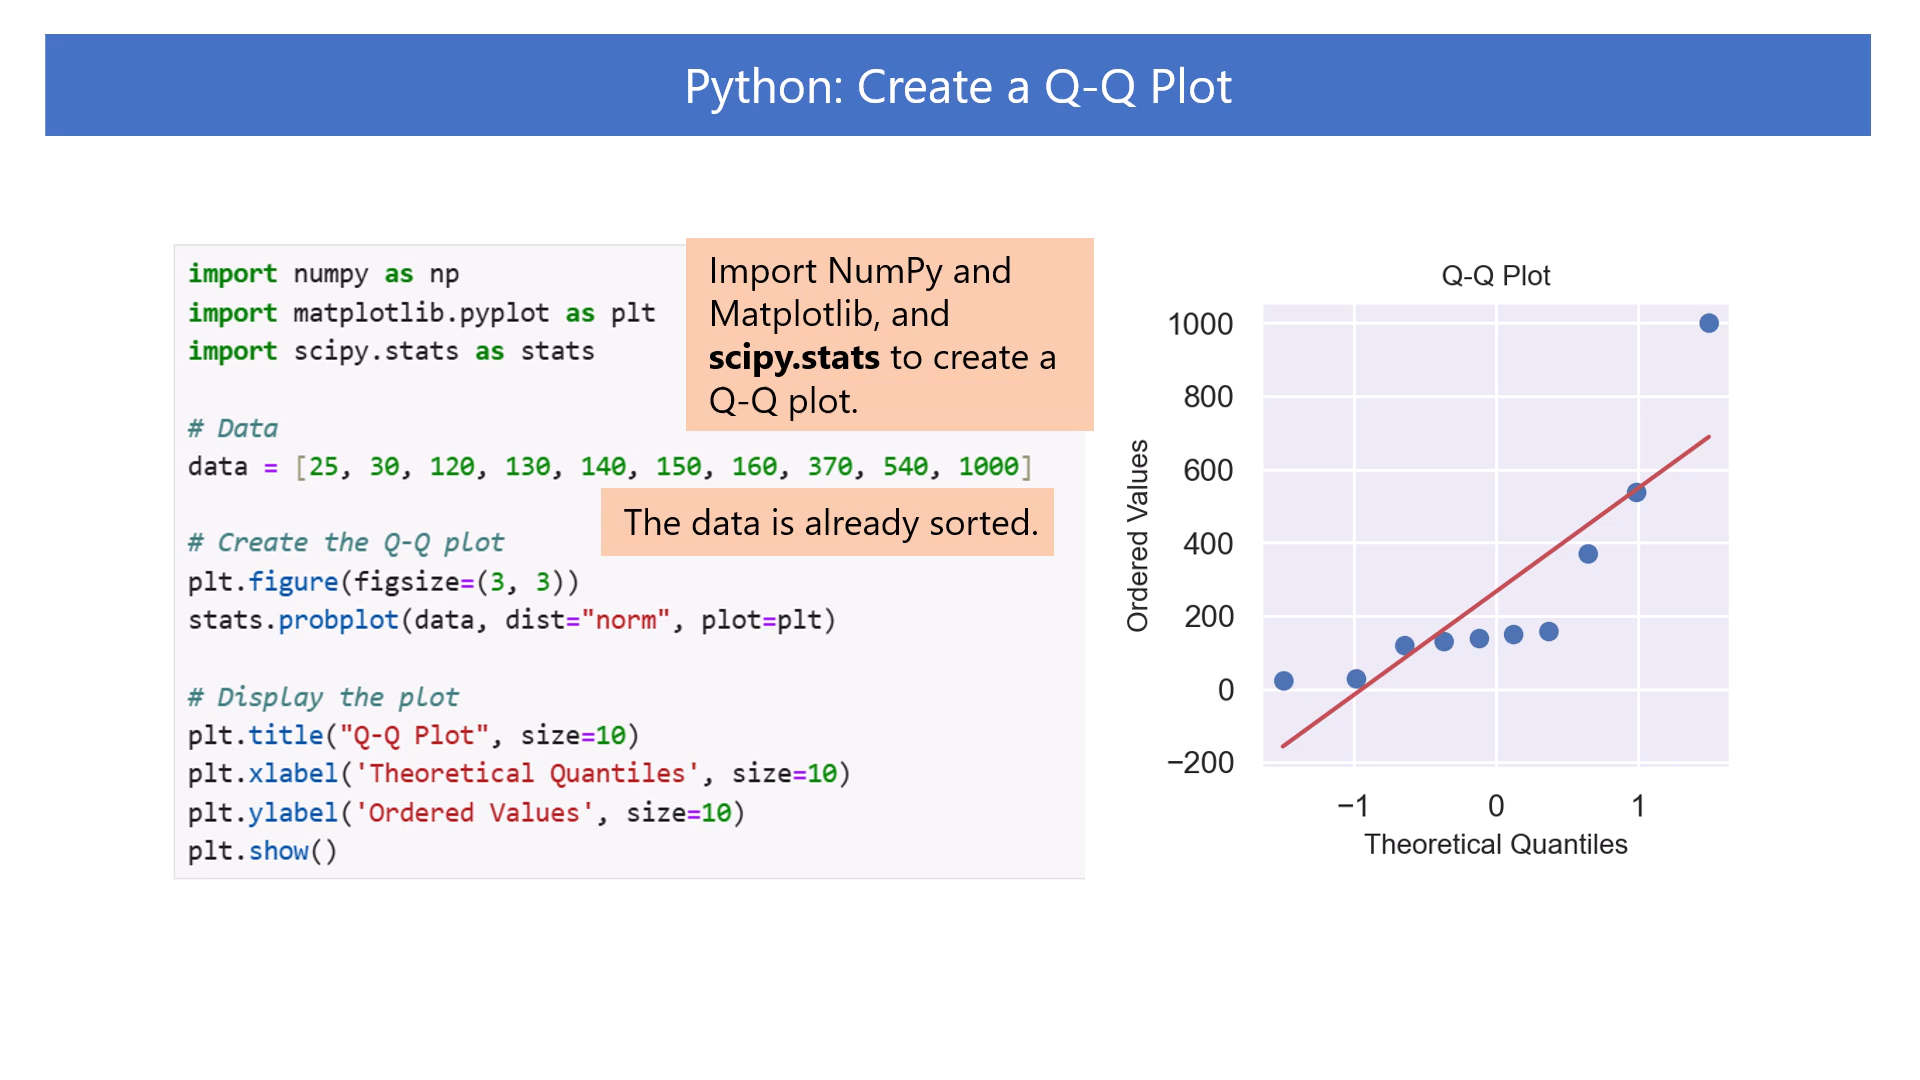 Python: Create a Q-Q Plot
import numpy as np
import matplotlib.pyplot as plt
import scipy.stats as stats
# Data
data = [25, 30, 120, 130, 140, 150, 160, 370, 540, 1000]
# Create the Q-Q plot
plt.figure(figsize=(3, 3))
stats.probplot(data, dist="norm", plot=plt)
# Display the plot
plt.title("Q-Q Plot", size=10)
plt.xlabel('Theoretical Quantiles', size=10)
plt.ylabel('Ordered Values', size=10)
plt.show()
Import NumPy and
Matplotlib, and
scipy.stats to create a
Q-Q plot.
The data is already sorted.
Q-Q Plot
Ordered Values
1000
800
600
400
200
0
−200
−1 0 1
Theoretical Quantiles